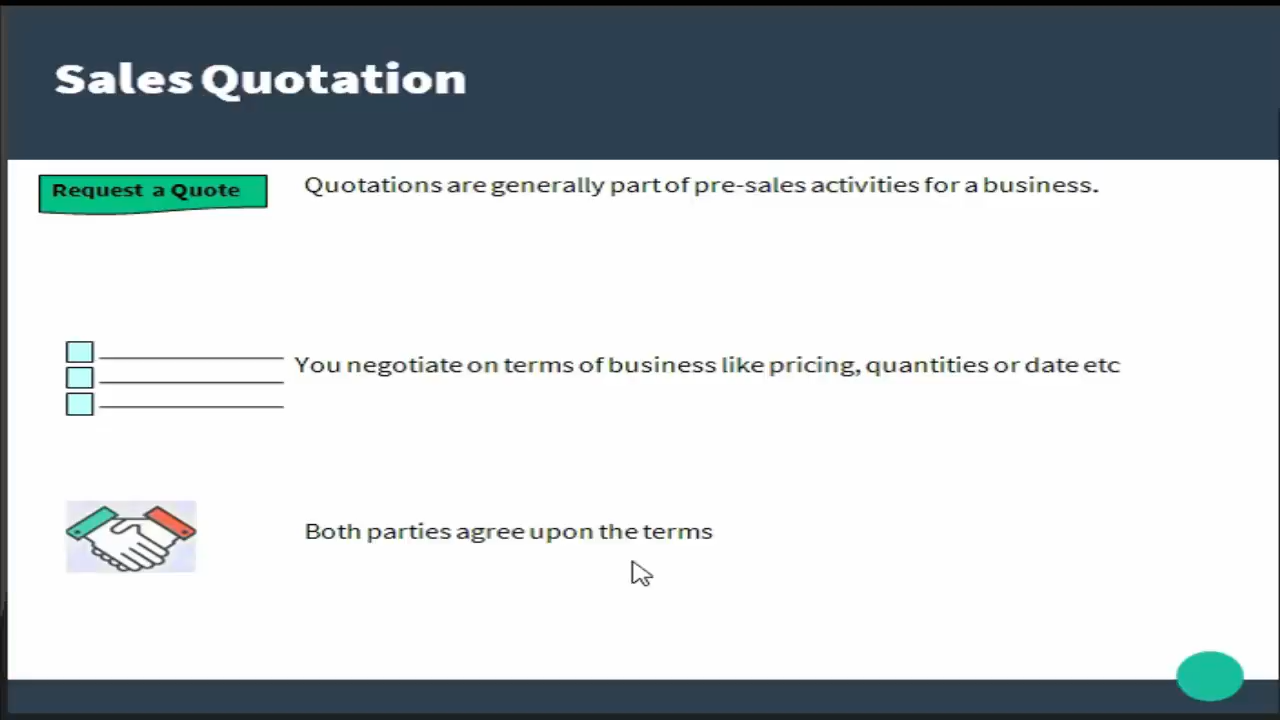 Sales Quotation
Request a Quote
Quotations are generally part of pre-sales activities for a business.
You negotiate on terms of business like pricing, quantities or date etc
Both parties agree upon the terms